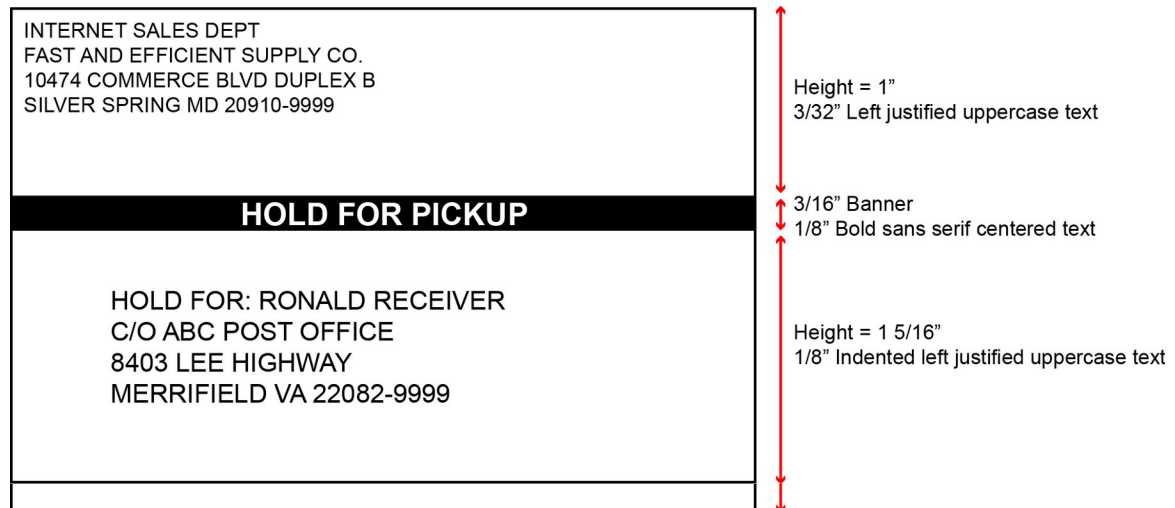 INTERNET SALES DEPT
FAST AND EFFICIENT SUPPLY CO.
10474 COMMERCE BLVD DUPLEX B
SILVER SPRING MD 20910-9999
Height = 1”
3/32” Left justified uppercase text
HOLD FOR PICKUP
3/16” Banner
1/8” Bold sans serif centered text
HOLD FOR: RONALD RECEIVER
C/O ABC POST OFFICE
8403 LEE HIGHWAY
MERRIFIELD VA 22082-9999
Height = 1 5/16”
1/8” Indented left justified uppercase text